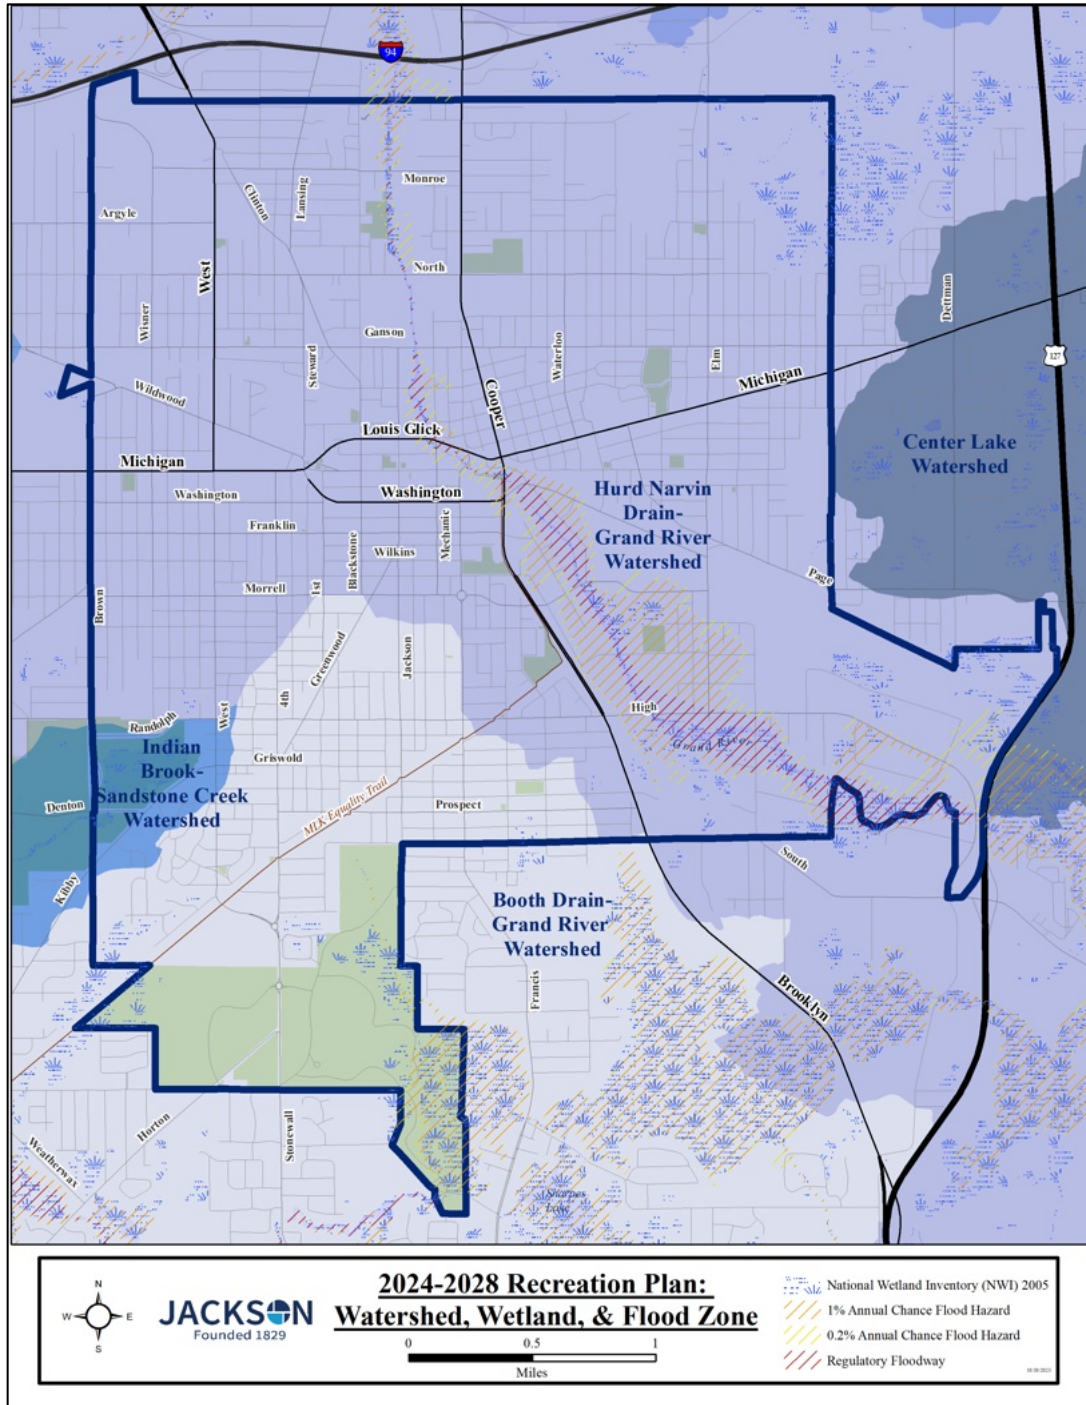 94
Monroe
Lansing
Clinton
Argyle
West
North
Dettman
Wisner
Ganson
Waterloo
Steward
Elm
127
Michigan
Wildwood
Cooper
Louis Glick
Center Lake
Watershed
Michigan
Washington
Washington
Hurd Narvin
Drain-
Grand River
Watershed
Franklin
Mechanic
Blackstone
Wilkins
Page
Morrell
1st
Brown
Greenwood
Jackson
4th
West
High
Randolph
Grand River
Indian
Brook-
Sandstone Creek
Watershed
Griswold
Denton
Prospect
MLK Equality Trail
South
Kibby
Booth Drain-
Grand River
Watershed
Francis
Brooklyn
Horton
Stonewall
Weatherwax
Sharpes
Lake
N
W
E
S
JACKSON
Founded 1829
2024-2028 Recreation Plan:
Watershed, Wetland, & Flood Zone
0 0.5 1
Miles
National Wetland Inventory (NWI) 2005
1% Annual Chance Flood Hazard
0.2% Annual Chance Flood Hazard
Regulatory Floodway